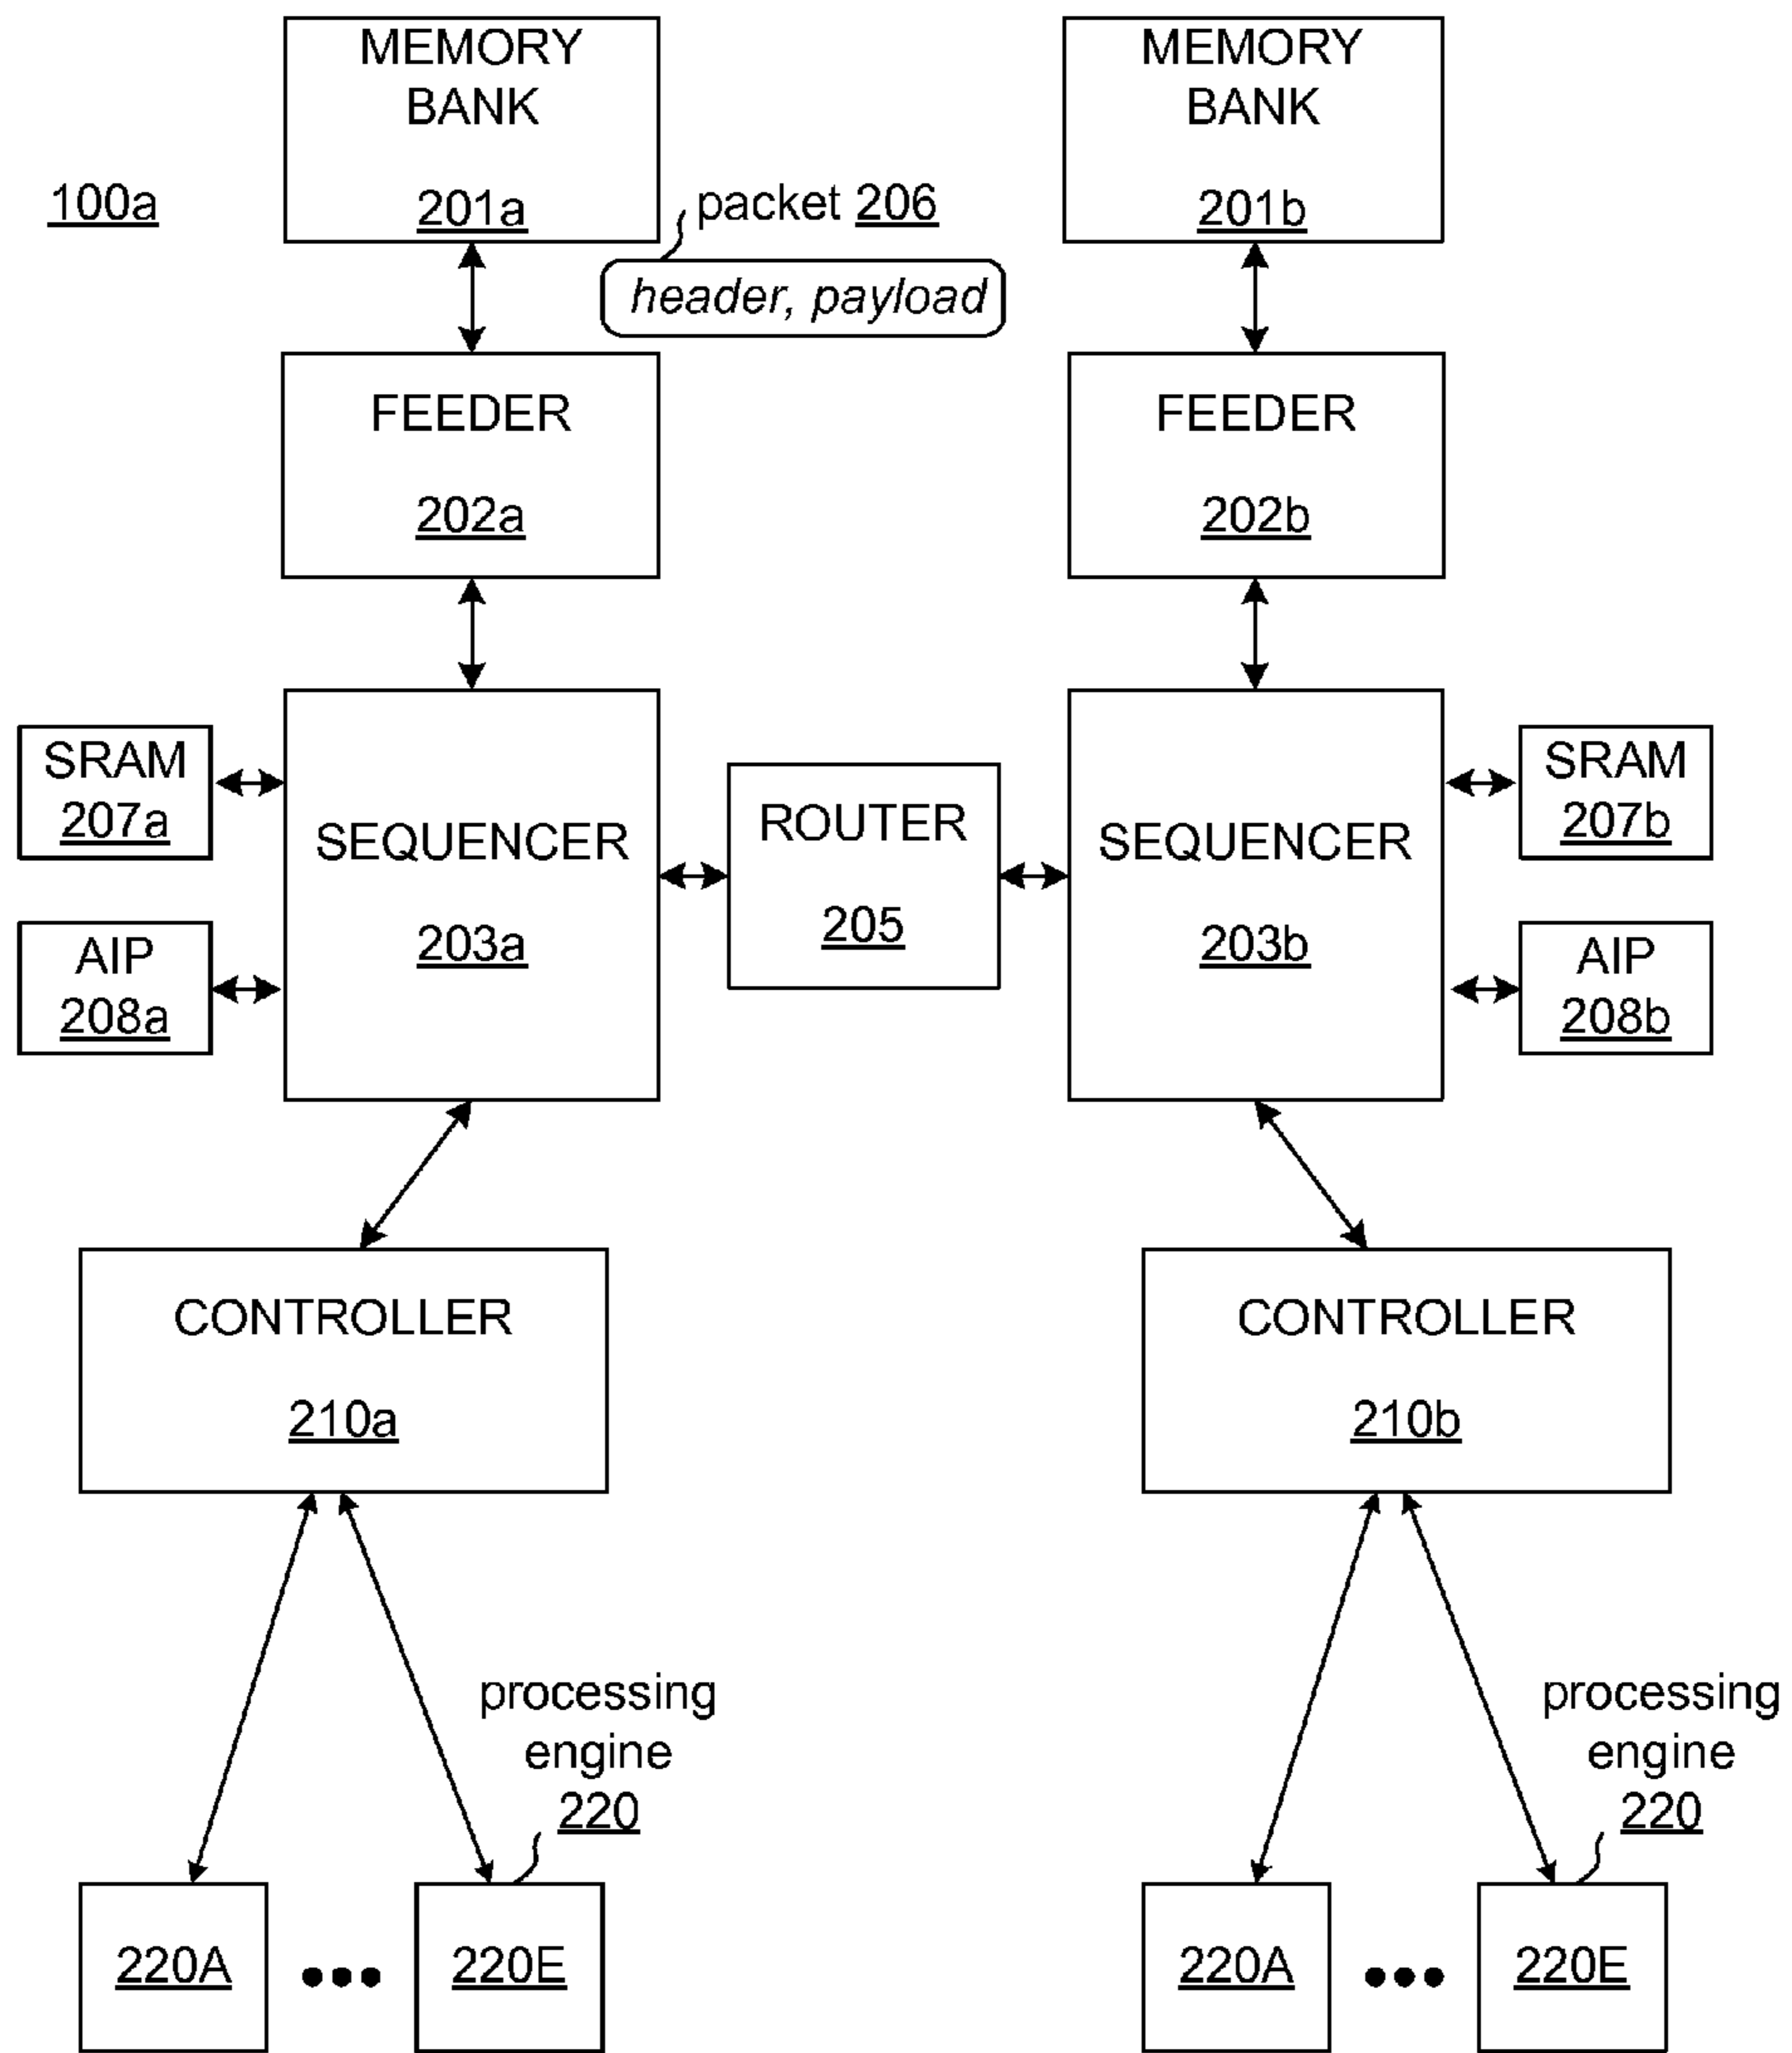 MEMORY
BANK
201a
MEMORY
BANK
201b
100a
packet 206
header, payload
FEEDER
202a
FEEDER
202b
SRAM
207a
SEQUENCER
203a
ROUTER
205
SEQUENCER
203b
SRAM
207b
AIP
208a
AIP
208b
CONTROLLER
210a
CONTROLLER
210b
processing
engine
220
processing
engine
220
220A
220E
220A
220E